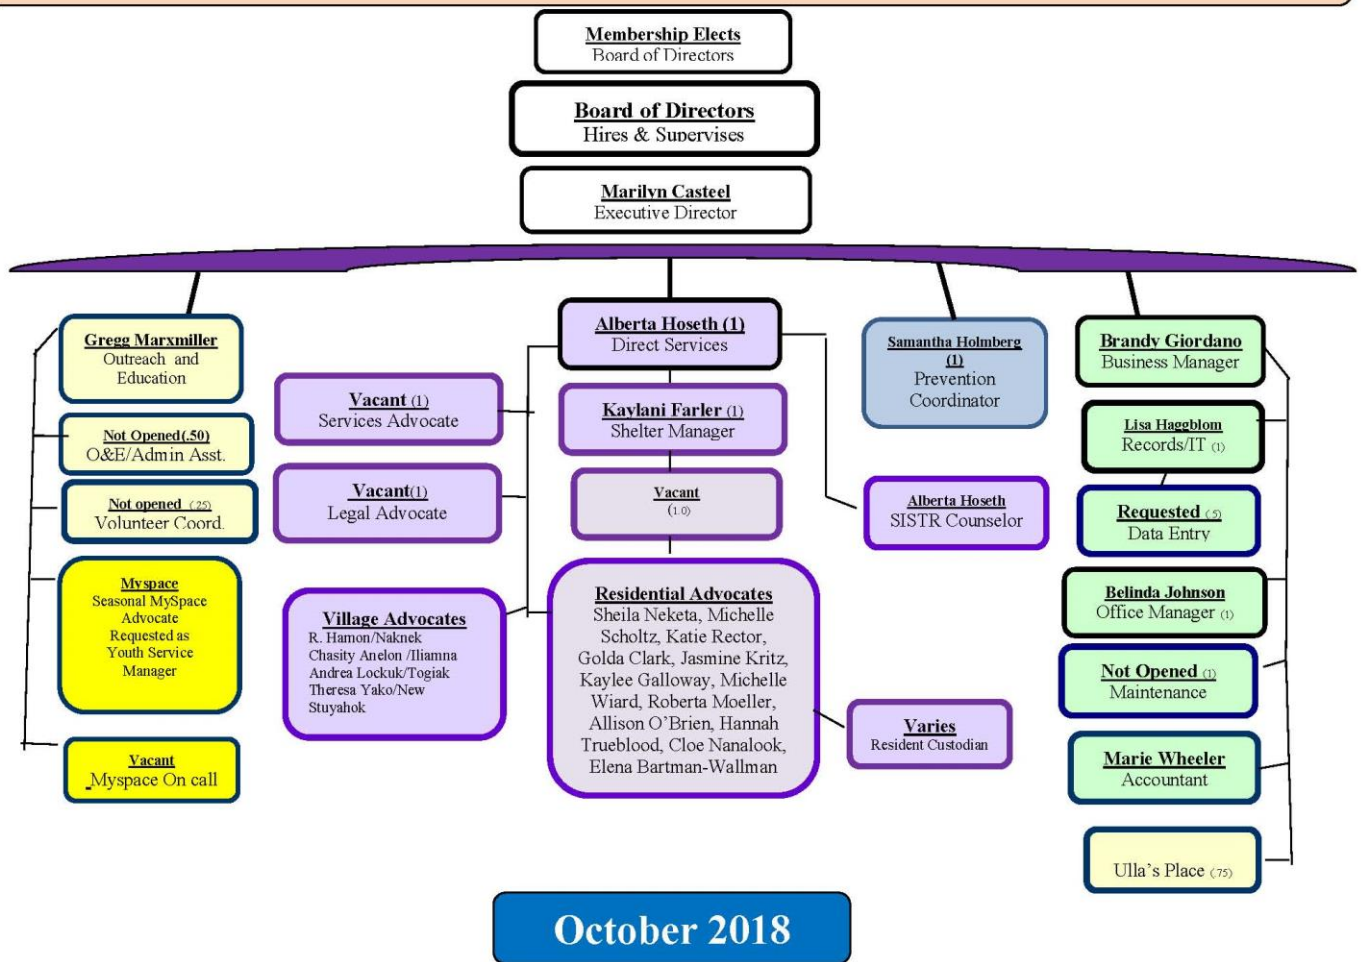 Membership Elects
Board of Directors
Board of Directors
Hires & Supervises
Marilyn Casteel
Executive Director
Gregg Marxmiller
Outreach and
Education
Not Opened(.50)
O&E/Admin Asst.
Not opened (.25)
Volunteer Coord.
Myspace
Seasonal MySpace
Advocate
Requested as
Youth Service
Manager
Vacant
Myspace On call
Alberta Hoseth (1)
Direct Services
Vacant (1)
Services Advocate
Vacant(1)
Legal Advocate
Village Advocates
R. Hamon/Naknek
Chasity Anelon /Iliamna
Andrea Lockuk/Togiak
Theresa Yako/New
Stuyahok
Kaylani Farler (1)
Shelter Manager
Vacant
(1.0)
Residential Advocates
Sheila Neketa, Michelle
Scholtz, Katie Rector,
Golda Clark, Jasmine Kritz,
Kaylee Galloway, Michelle
Wiard, Roberta Moeller,
Allison O’Brien, Hannah
Trueblood, Cloe Nanalook,
Elena Bartman-Wallman
Alberta Hoseth
SISTR Counselor
Varies
Resident Custodian
Samantha Holmberg
(1)
Prevention
Coordinator
Brandy Giordano
Business Manager
Lisa Haggblom
Records/IT (1)
Requested (.5)
Data Entry
Belinda Johnson
Office Manager (1)
Not Opened (1)
Maintenance
Marie Wheeler
Accountant
Ulla’s Place (.75)
October 2018